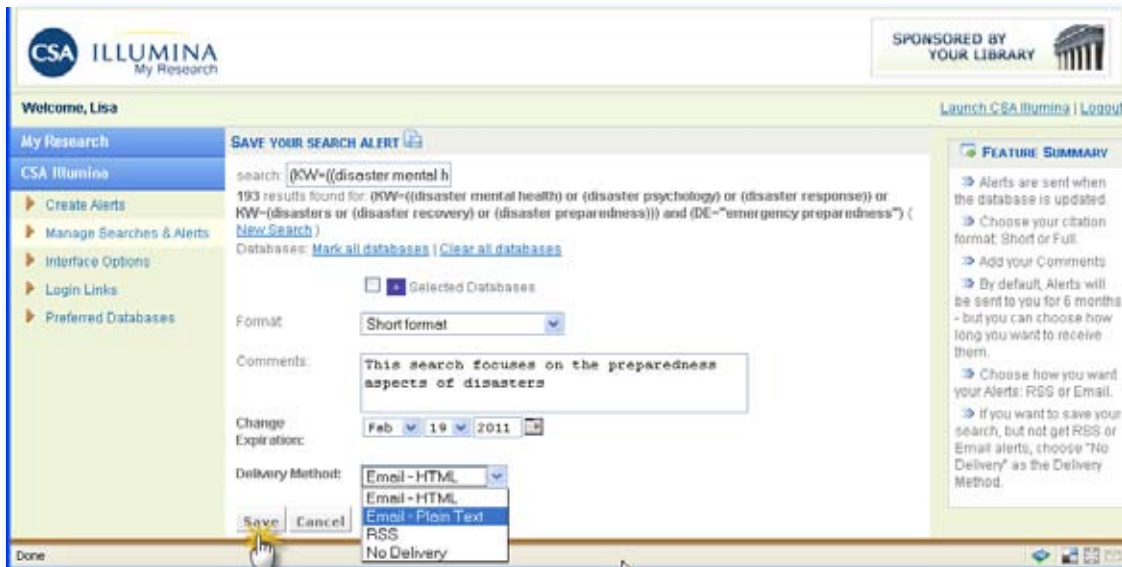 CSA ILLUMINA
My Research
SPONSORED BY
YOUR LIBRARY
Welcome, Lisa
Launch CSA Illumina | Logout
My Research
CSA Illumina
Create Alerts
Manage Searches & Alerts
Interface Options
Login Links
Preferred Databases
SAVE YOUR SEARCH ALERT
search: (KW=((disaster mental h
193 results found for: (KW=((disaster mental health) or (disaster psychology) or (disaster response)) or
KW=(disasters or (disaster recovery) or (disaster preparedness))) and (DE="emergency preparedness") (
New Search )
Databases: Mark all databases | Clear all databases
+ Selected Databases
Format: Short format
Comments: This search focuses on the preparedness
aspects of disasters
Change
Expiration: Feb 19 2011
Delivery Method: Email - HTML
Email - HTML
Email - Plain Text
RSS
No Delivery
Save Cancel
FEATURE SUMMARY
Alerts are sent when
the database is updated.
Choose your citation
format: Short or Full.
Add your Comments
By default, Alerts will
be sent to you for 6 months
- but you can choose how
long you want to receive
them.
Choose how you want
your Alerts: RSS or Email.
If you want to save your
search, but not get RSS or
Email alerts, choose "No
Delivery" as the Delivery
Method.
Done